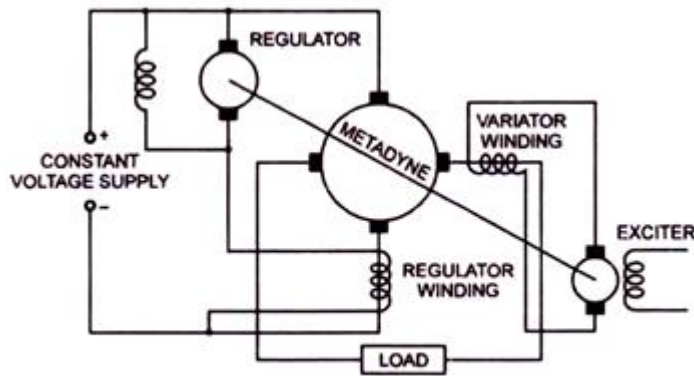 REGULATOR
METADYNE
VARIATOR
WINDING
+
CONSTANT
VOLTAGE SUPPLY
–
EXCITER
REGULATOR
WINDING
LOAD